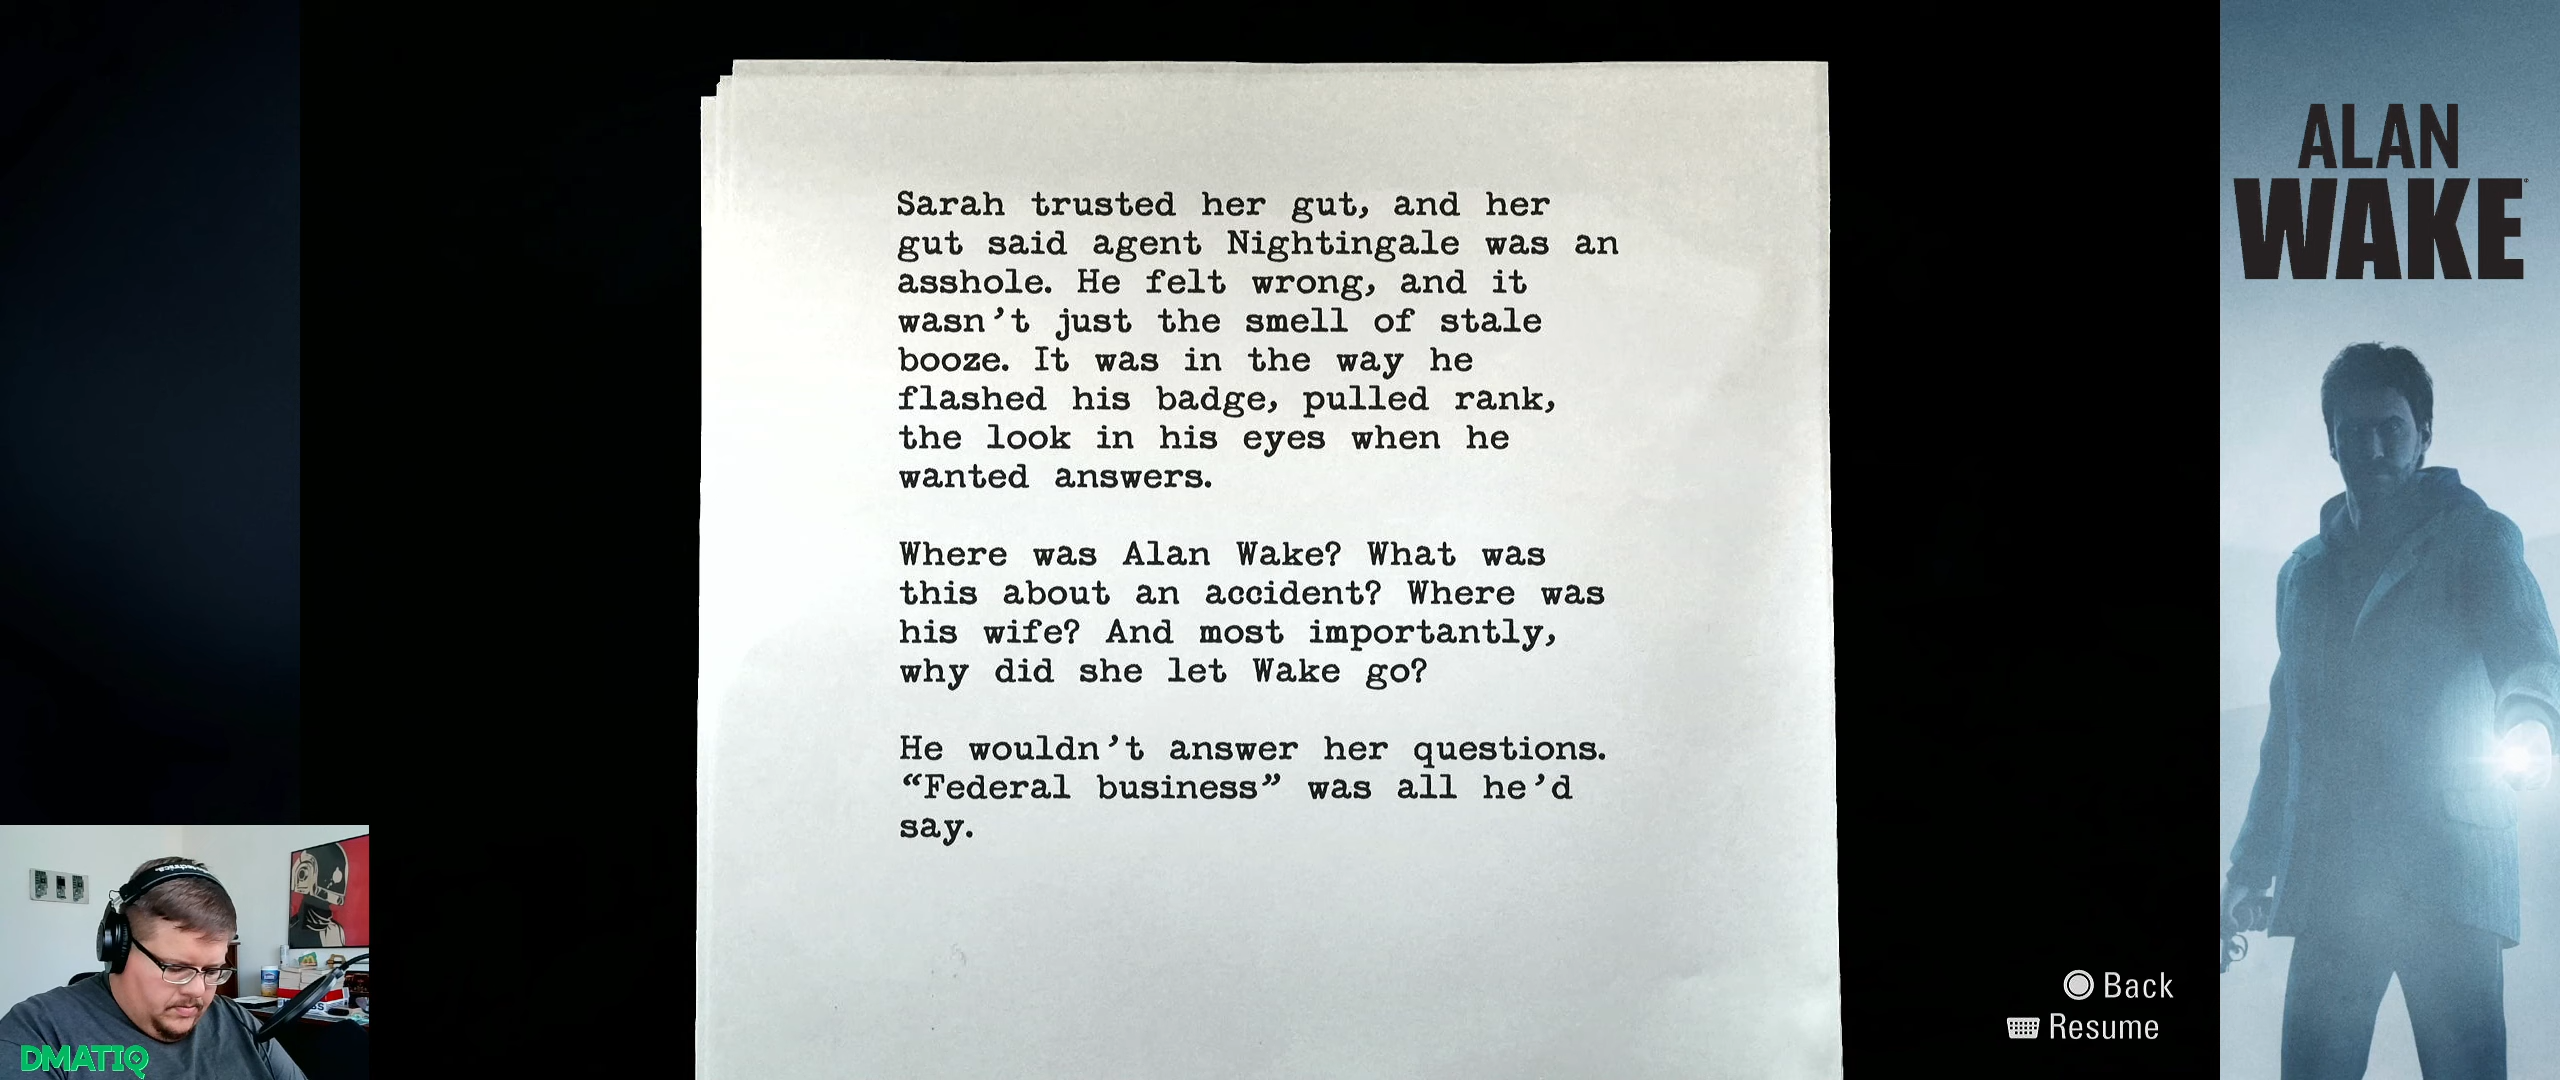 Sarah trusted her gut, and her
gut said agent Nightingale was an
asshole. He felt wrong, and it
wasn’t just the smell of stale
booze. It was in the way he
flashed his badge, pulled rank,
the look in his eyes when he
wanted answers.
Where was Alan Wake? What was
this about an accident? Where was
his wife? And most importantly,
why did she let Wake go?
He wouldn’t answer her questions.
“Federal business” was all he’d
say.
ALAN
WAKE
Back
Resume
DMATIQ